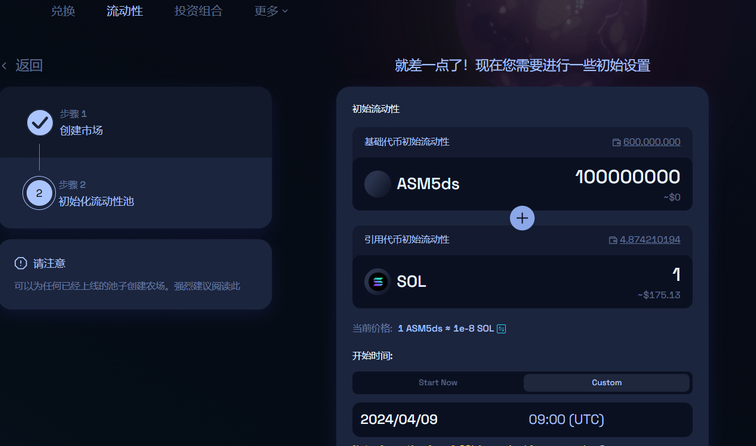 兑换 流动性 投资组合 更多
返回
就差一点了！现在您需要进行一些初始设置
步骤 1
创建市场
2
步骤 2
初始化流动性池
请注意
可以为任何已经上线的池子创建农场。强烈建议阅读此
初始流动性
基础代币初始流动性 600,000,000
ASM5ds 100000000
~$0
引用代币初始流动性 4.874210194
SOL 1
~$175.13
当前价格: 1 ASM5ds ≈ 1e-8 SOL
开始时间:
Start Now Custom
2024/04/09 09:00 (UTC)